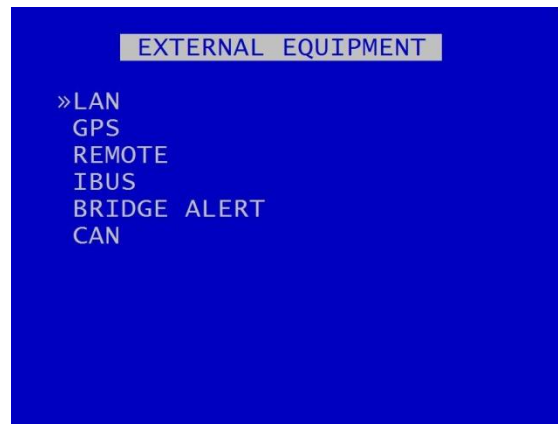 EXTERNAL EQUIPMENT
»LAN
GPS
REMOTE
IBUS
BRIDGE ALERT
CAN